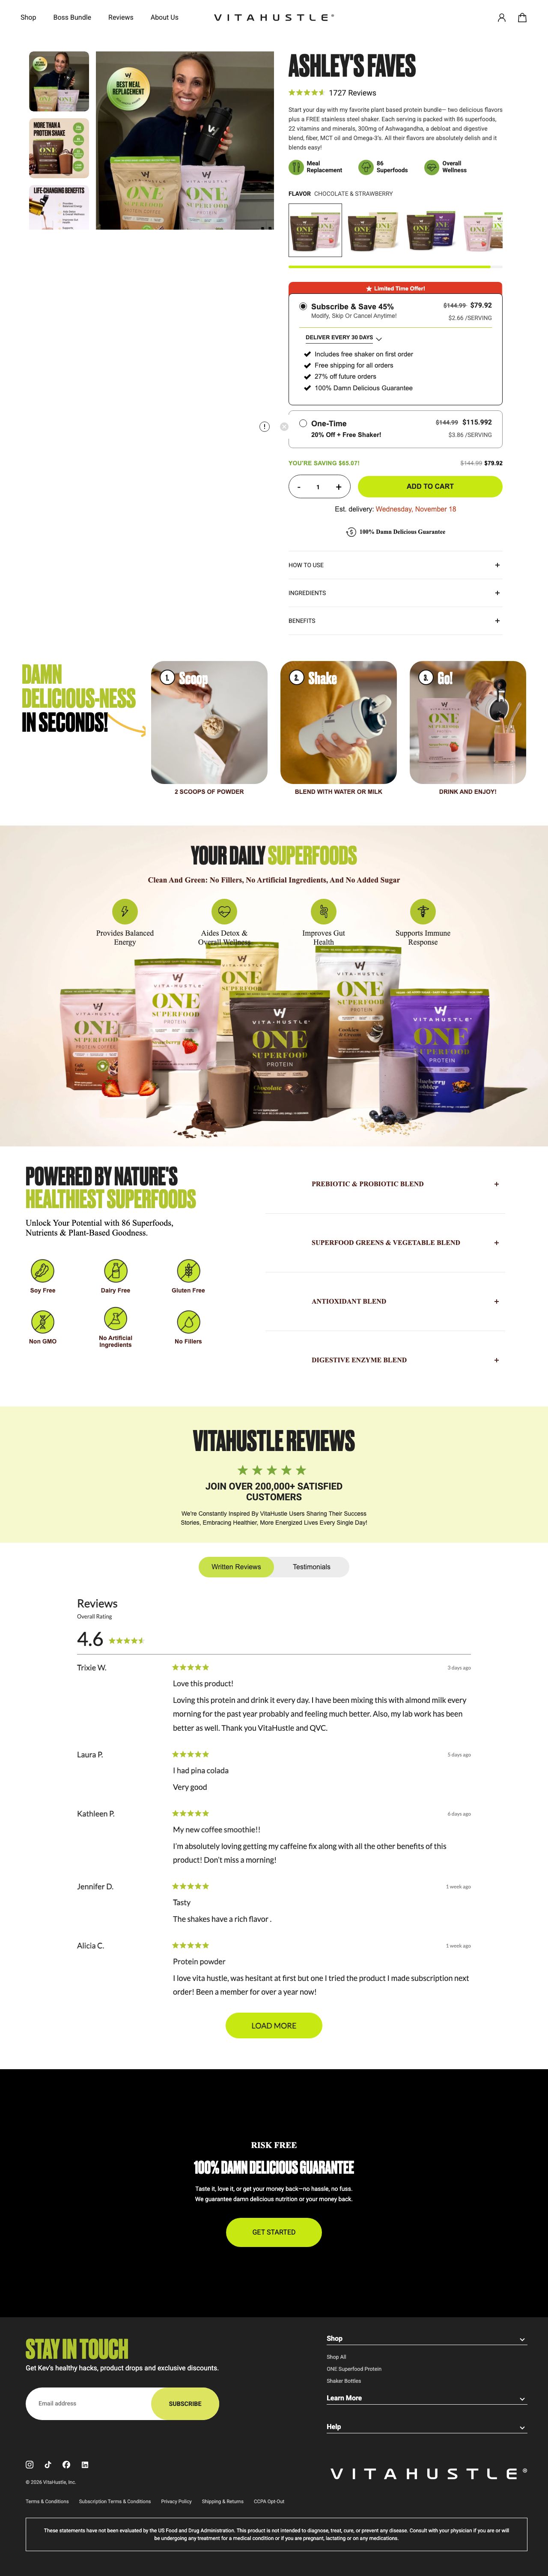 Shop
Boss Bundle
Reviews
About Us
VITAHUSTLE®
BEST MEAL
REPLACEMENT
MORE THAN A
PROTEIN SHAKE
LIFE-CHANGING BENEFITS
ONE
ONE
ASHLEY'S FAVES
1727 Reviews
Start your day with my favorite plant based protein bundle— two delicious flavors
plus a FREE stainless steel shaker. Each serving is packed with 86 superfoods,
22 vitamins and minerals, 300mg of Ashwagandha, a debloat and digestive
blend, fiber, MCT oil and Omega-3's. All their flavors are absolutely delish and it
blends easy!
Meal
Replacement
86
Superfoods
Overall
Wellness
FLAVOR CHOCOLATE & STRAWBERRY
Limited Time Offer!
Subscribe & Save 45%
$144.99 $79.92
Modify, Skip Or Cancel Anytime!
$2.66 /SERVING
DELIVER EVERY 30 DAYS
Includes free shaker on first order
Free shipping for all orders
27% off future orders
100% Damn Delicious Guarantee
One-Time
$144.99 $115.992
20% Off + Free Shaker!
$3.86 /SERVING
YOU'RE SAVING $65.07!
$144.99 $79.92
- 1 +
ADD TO CART
Est. delivery: Wednesday, November 18
100% Damn Delicious Guarantee
HOW TO USE +
INGREDIENTS +
BENEFITS +
DAMN
DELICIOUS-NESS
IN SECONDS!
1. Scoop
2. Shake
3. Go!
2 SCOOPS OF POWDER
BLEND WITH WATER OR MILK
DRINK AND ENJOY!
YOUR DAILY SUPERFOODS
Clean And Green: No Fillers, No Artificial Ingredients, And No Added Sugar
Provides Balanced
Energy
Aides Detox &
Overall Wellness
Improves Gut
Health
Supports Immune
Response
VITAHUSTLE
ONE
SUPERFOOD
PROTEIN
Chocolate
POWERED BY NATURE'S
HEALTHIEST SUPERFOODS
Unlock Your Potential with 86 Superfoods,
Nutrients & Plant-Based Goodness.
Soy Free
Dairy Free
Gluten Free
Non GMO
No Artificial
Ingredients
No Fillers
PREBIOTIC & PROBIOTIC BLEND +
SUPERFOOD GREENS & VEGETABLE BLEND +
ANTIOXIDANT BLEND +
DIGESTIVE ENZYME BLEND +
VITAHUSTLE REVIEWS
JOIN OVER 200,000+ SATISFIED
CUSTOMERS
We're Constantly Inspired By VitaHustle Users Sharing Their Success
Stories, Embracing Healthier, More Energized Lives Every Single Day!
Written Reviews
Testimonials
Reviews
Overall Rating
4.6
Trixie W.
3 days ago
Love this product!
Loving this protein and drink it every day. I have been mixing this with almond milk every
morning for the past year probably and feeling much better. Also, my lab work has been
better as well. Thank you VitaHustle and QVC.
Laura P.
5 days ago
I had pina colada
Very good
Kathleen P.
6 days ago
My new coffee smoothie!!
I'm absolutely loving getting my caffeine fix along with all the other benefits of this
product! Don't miss a morning!
Jennifer D.
1 week ago
Tasty
The shakes have a rich flavor .
Alicia C.
1 week ago
Protein powder
I love vita hustle, was hesitant at first but one I tried the product I made subscription next
order! Been a member for over a year now!
LOAD MORE
RISK FREE
100% DAMN DELICIOUS GUARANTEE
Taste it, love it, or get your money back—no hassle, no fuss.
We guarantee damn delicious nutrition or your money back.
GET STARTED
STAY IN TOUCH
Get Kev's healthy hacks, product drops and exclusive discounts.
Email address
SUBSCRIBE
Shop
Shop All
ONE Superfood Protein
Shaker Bottles
Learn More
Help
© 2026 VitaHustle, Inc.
VITAHUSTLE®
Terms & Conditions
Subscription Terms & Conditions
Privacy Policy
Shipping & Returns
CCPA Opt-Out
These statements have not been evaluated by the US Food and Drug Administration. This product is not intended to diagnose, treat, cure, or prevent any disease. Consult with your physician if you are or will
be undergoing any treatment for a medical condition or if you are pregnant, lactating or on any medications.